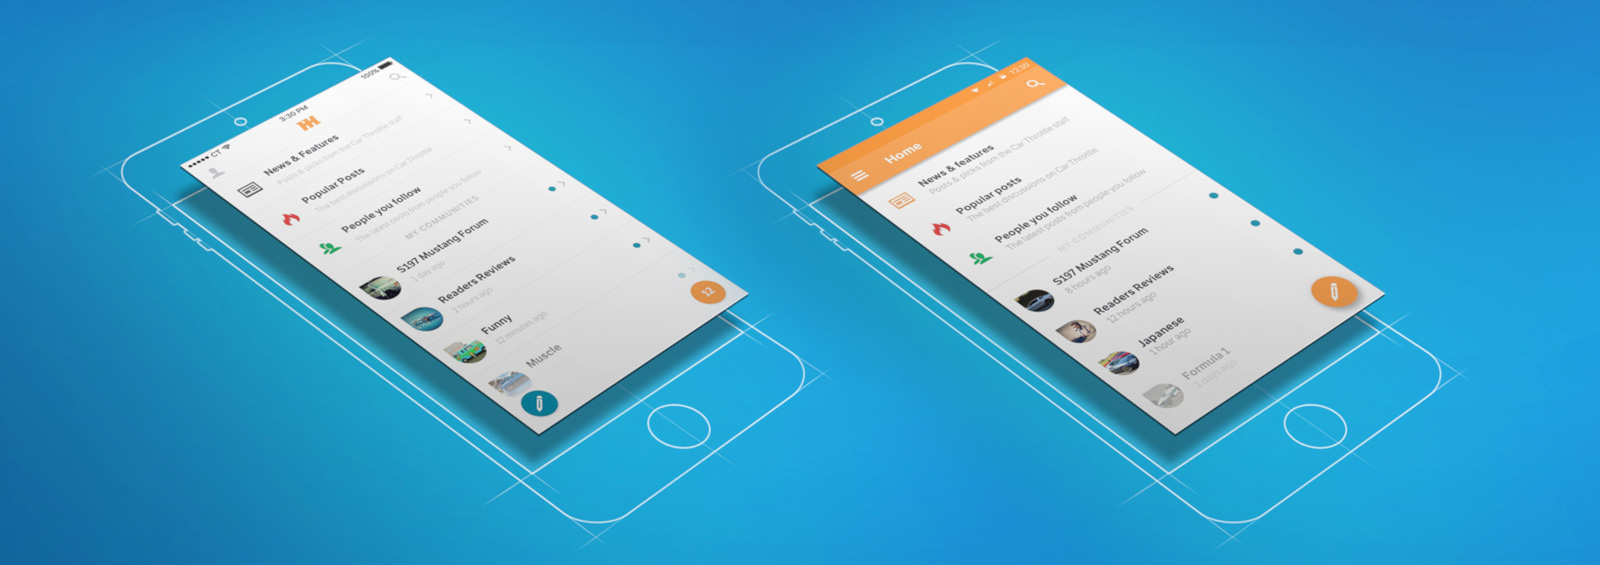 100%
3:30 PM
CT
News & Features
Posts & picks from the Car Throttle staff
Popular Posts
The best discussions on Car Throttle
People you follow
The latest posts from people you follow
MY COMMUNITIES
S197 Mustang Forum
1 day ago
Readers Reviews
2 hours ago
Funny
12 minutes ago
Muscle
12
12:30
Home
News & features
Posts & picks from the Car Throttle staff
Popular posts
The best discussions on Car Throttle
People you follow
The latest posts from people you follow
MY COMMUNITIES
S197 Mustang Forum
8 hours ago
Readers Reviews
12 hours ago
Japanese
1 hour ago
Formula 1
2 days ago